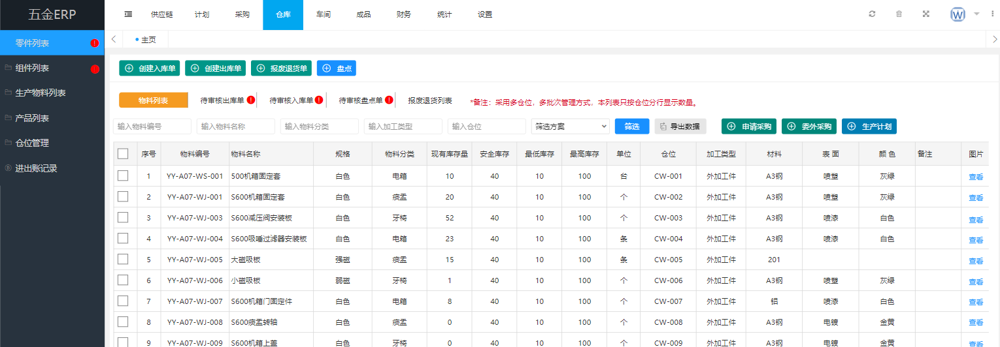 五金ERP 供应链 计划 采购 仓库 车间 成品 财务 统计 设置 W
零件列表 !
组件列表
生产物料列表
产品列表
仓位管理
进出账记录
主页
创建入库单 创建出库单 报废退货单 盘点
物料列表 待审核出库单 ! 待审核入库单 ! 待审核盘点单 ! 报废退货列表 *备注：采用多仓位，多批次管理方式，本列表只按仓位分行显示数量。
输入物料编号 输入物料名称 输入物料分类 输入加工类型 输入仓位 筛选方案 筛选 导出数据 申请采购 委外采购 生产计划
序号 物料编号 物料名称 规格 物料分类 现有库存量 安全库存 最低库存 最高库存 单位 仓位 加工类型 材料 表 面 颜 色 备注 图片
1 YY-A07-WS-001 500机箱固定套 白色 电箱 10 40 10 100 台 CW-001 外加工件 A3钢 喷塑 灰绿 查看
2 YY-A07-WJ-001 S600机箱固定套 白色 痰盂 20 40 10 100 个 CW-002 外加工件 A3钢 喷塑 灰绿 查看
3 YY-A07-WJ-003 S600减压阀安装板 白色 牙椅 52 40 10 100 个 CW-003 外加工件 A3钢 喷漆 白色 查看
4 YY-A07-WJ-004 S600吸唾过滤器安装板 白色 电箱 23 40 10 100 条 CW-004 外加工件 A3钢 喷漆 白色 查看
5 YY-A07-WJ-005 大磁吸板 强磁 痰盂 15 40 10 100 条 CW-005 外加工件 201 查看
6 YY-A07-WJ-006 小磁吸板 弱磁 牙椅 1 40 10 100 个 CW-006 外加工件 A3钢 喷塑 灰绿 查看
7 YY-A07-WJ-007 S600机箱门固定件 白色 电箱 8 40 10 100 个 CW-007 外加工件 铝 喷漆 白色 查看
8 YY-A07-WJ-008 S600痰盂转轴 白色 痰盂 0 40 10 100 个 CW-008 外加工件 A3钢 电镀 金黄 查看
9 YY-A07-WJ-009 S600机箱上盖 白色 牙椅 0 40 10 100 个 CW-009 外加工件 A3钢 电镀 金黄 查看